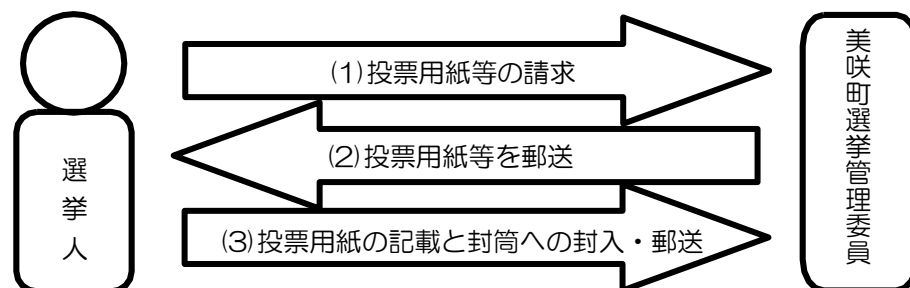 (1)投票用紙等の請求
(2)投票用紙等を郵送
(3)投票用紙の記載と封筒への封入・郵送
選挙人
美咲町選挙管理委員